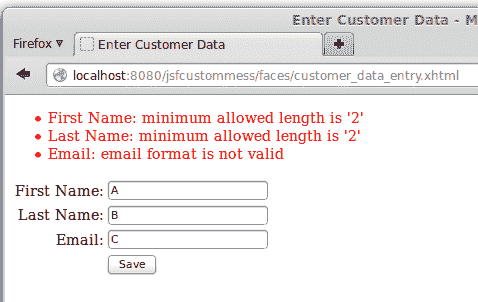 Enter Customer Data - M
Firefox
Enter Customer Data
localhost:8080/jsfcustommess/faces/customer_data_entry.xhtml
• First Name: minimum allowed length is '2'
• Last Name: minimum allowed length is '2'
• Email: email format is not valid
First Name: A
Last Name: B
Email: C
Save